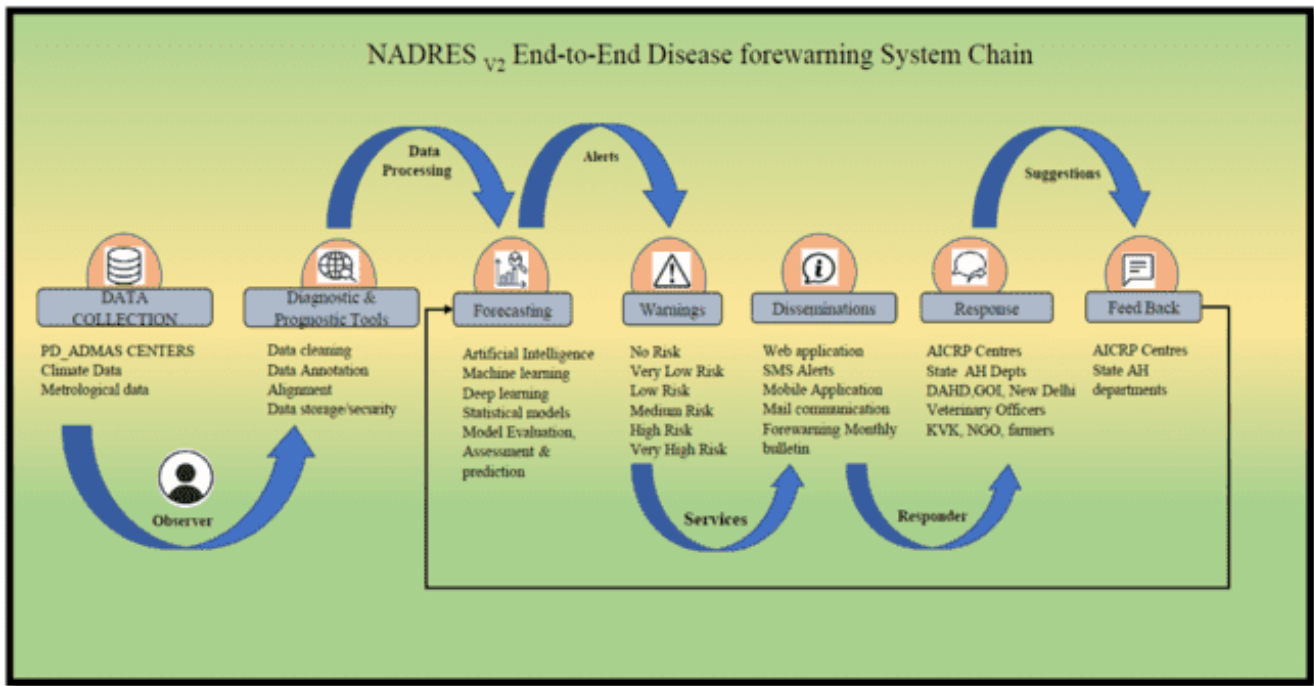 NADRES V2 End-to-End Disease forewarning System Chain
Data
Processing
Alerts
Suggestions
DATA
COLLECTION
PD_ADMAS CENTERS
Climate Data
Metrological data
Observer
Diagnostic &
Prognostic Tools
Data cleaning
Data Annotation
Alignment
Data storage/security
Forecasting
Artificial Intelligence
Machine learning
Deep learning
Statistical models
Model Evaluation,
Assessment &
prediction
Warnings
No Risk
Very Low Risk
Low Risk
Medium Risk
High Risk
Very High Risk
Services
Disseminations
Web application
SMS Alerts
Mobile Application
Mail communication
Forewarning Monthly
bulletin
Responder
Response
AICRP Centres
State AH Depts
DAHD,GOI, New Delhi
Veterinary Officers
KVK, NGO, farmers
Feed Back
AICRP Centres
State AH
departments